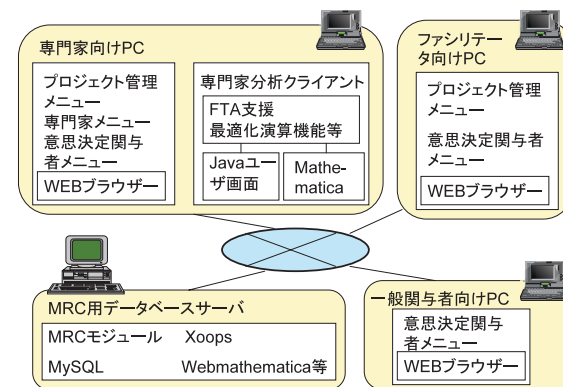 専門家向けPC
プロジェクト管理
メニュー
専門家メニュー
意思決定関与
者メニュー
WEBブラウザー
専門家分析クライアント
FTA支援
最適化演算機能等
Javaユー
ザ画面
Mathe-
matica
ファシリテー
タ向けPC
プロジェクト管理
メニュー
意思決定関与者
メニュー
WEBブラウザー
MRC用データベースサーバ
MRCモジュール Xoops
MySQL Webmathematica等
一般関与者向けPC
意思決定関与
者メニュー
WEBブラウザー